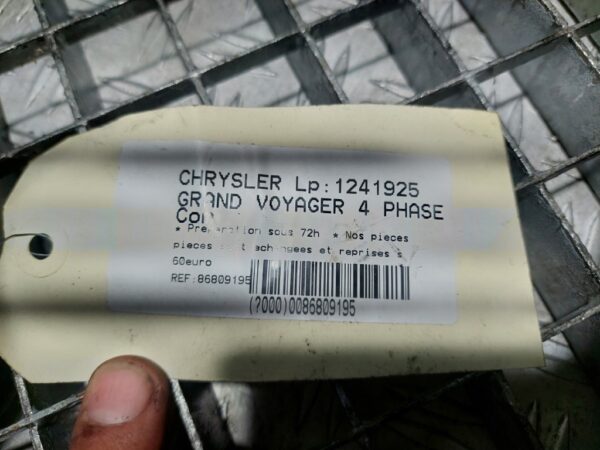 CHRYSLER Lp:1241925
GRAND VOYAGER 4 PHASE
* Préparation sous 72h * Nos pieces
pieces echangees et reprises s
60euro
REF:86809195
(?000)0086809195